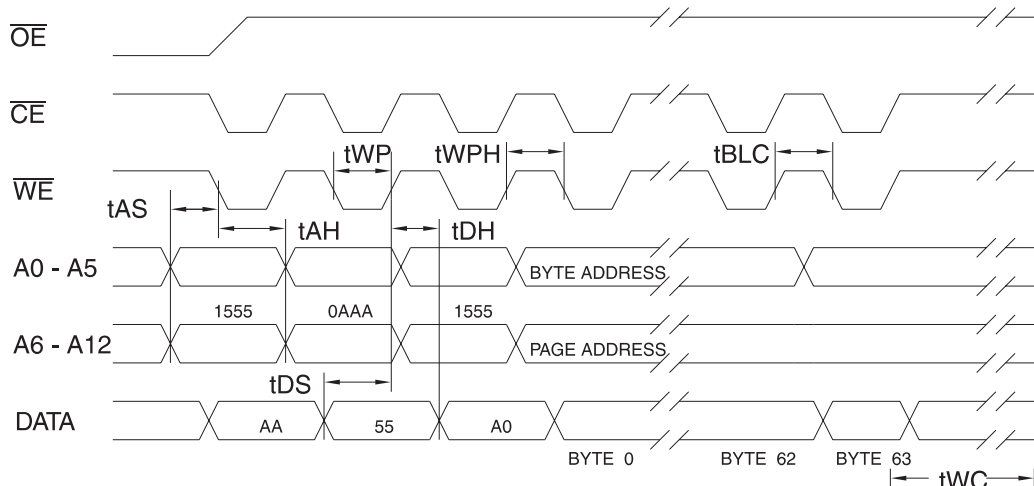 OE
CE
tWP tWPH tBLC
WE
tAS
tAH tDH
A0 - A5 BYTE ADDRESS
1555 0AAA 1555
A6 - A12 PAGE ADDRESS
tDS
DATA AA 55 A0
BYTE 0 BYTE 62 BYTE 63
tWC